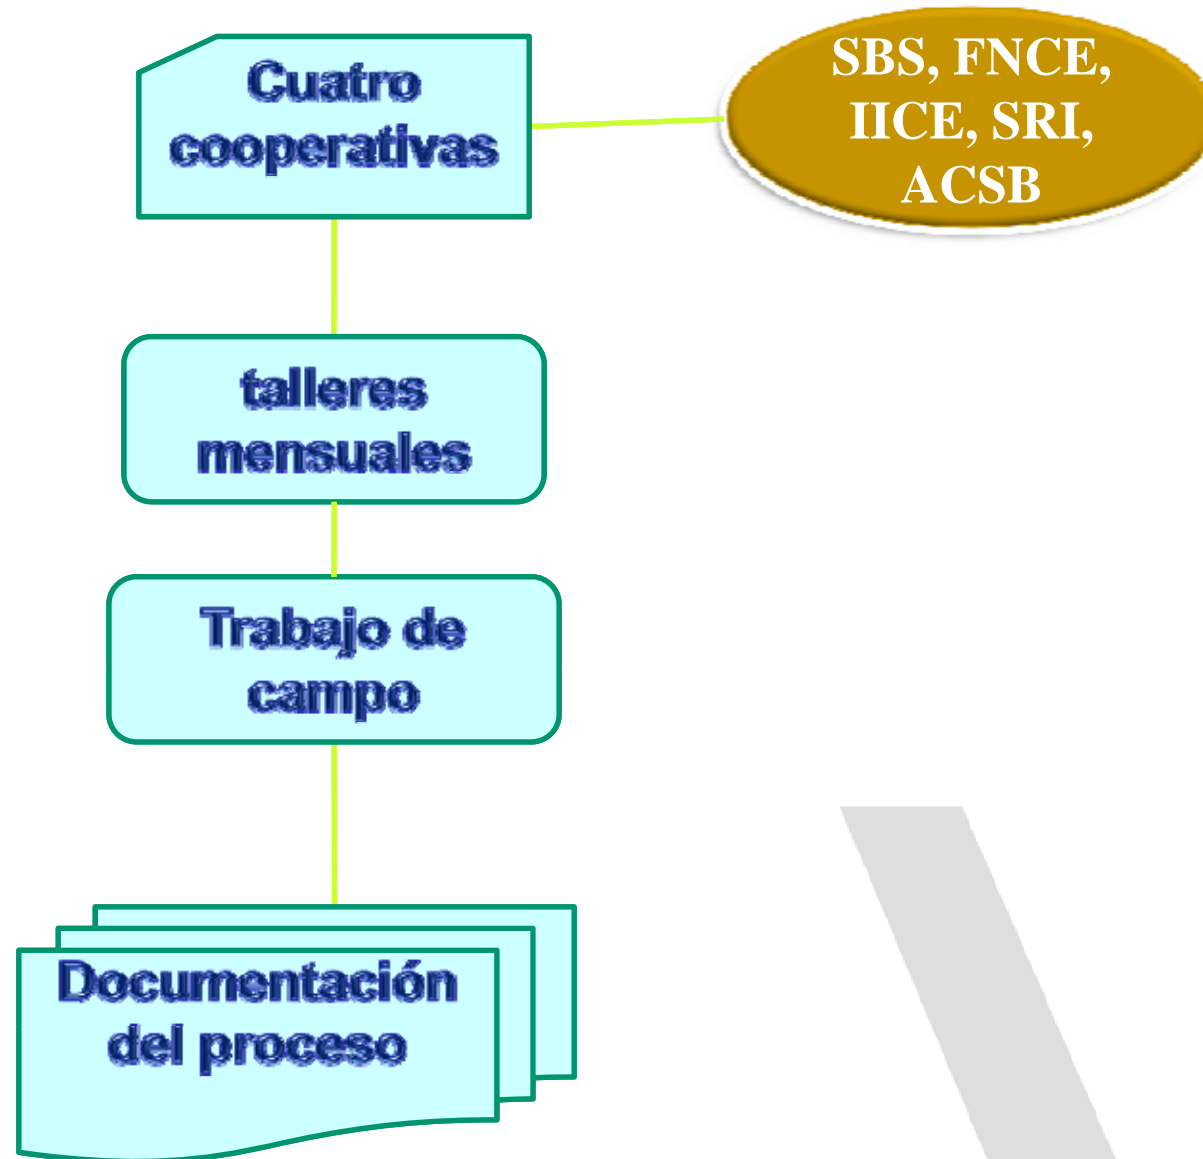 Cuatro
cooperativas
SBS, FNCE,
IICE, SRI,
ACSB
talleres
mensuales
Trabajo de
campo
Documentación
del proceso